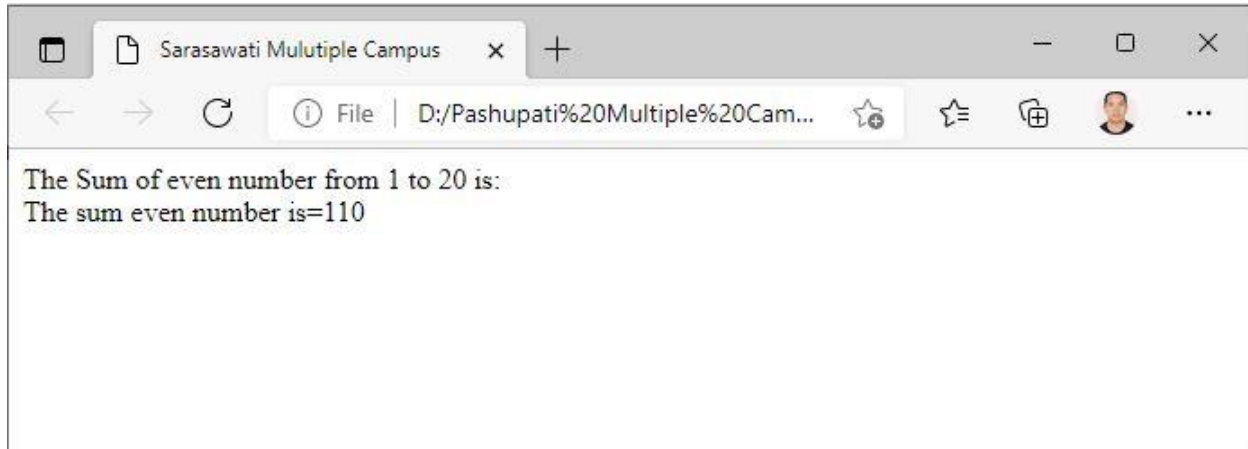 Sarasawati Mulutiple Campus
File | D:/Pashupati%20Multiple%20Cam...
The Sum of even number from 1 to 20 is:
The sum even number is=110